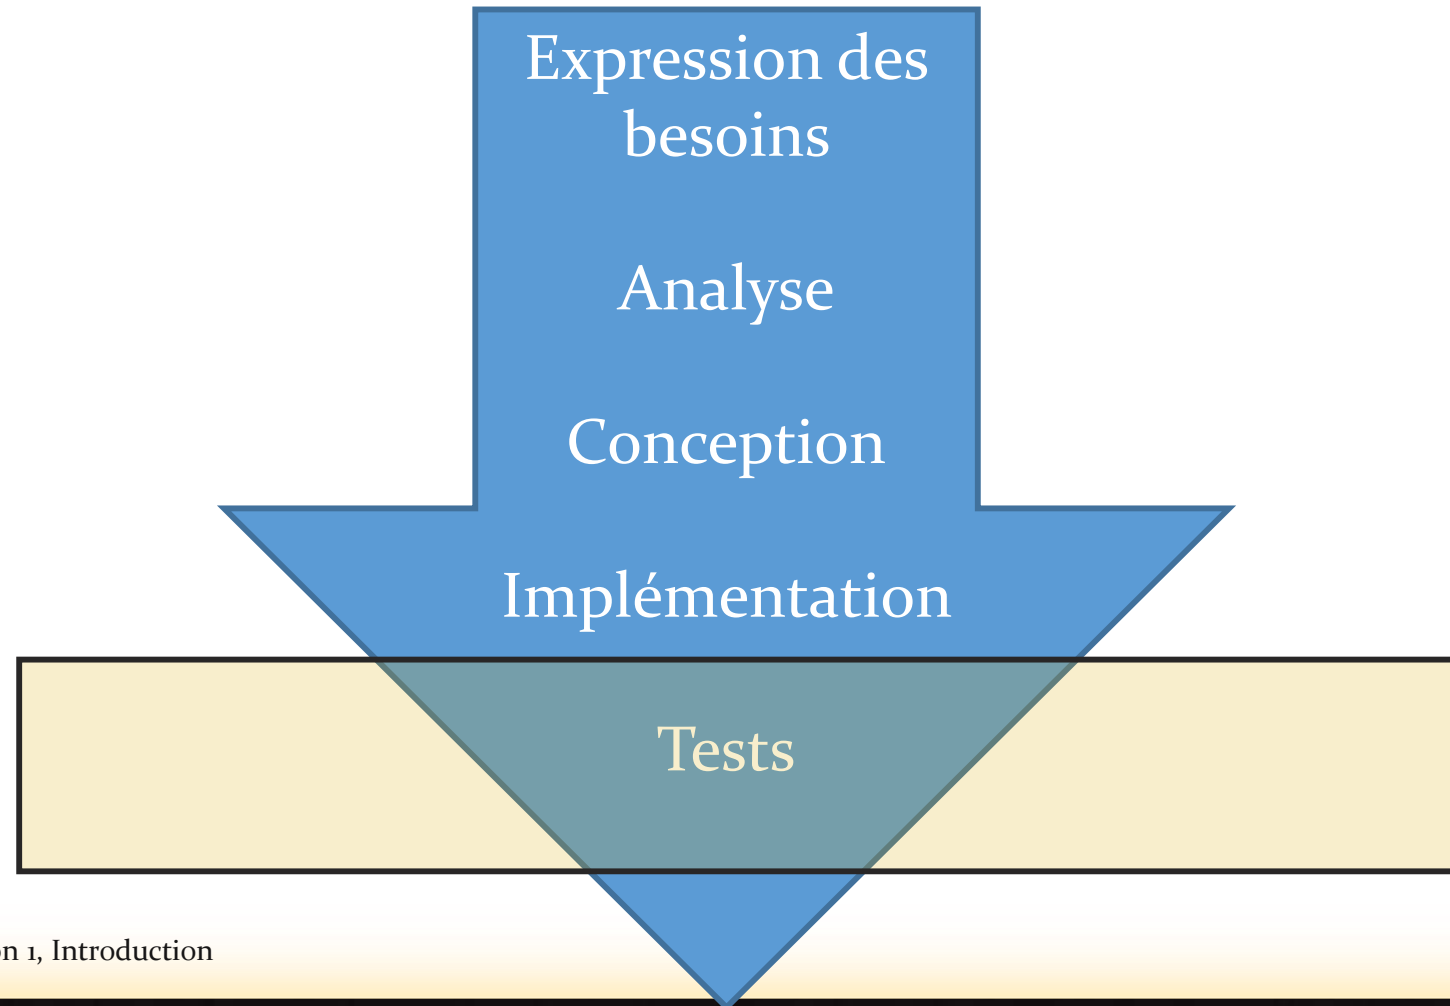 Expression des
besoins
Analyse
Conception
Implémentation
Tests
n 1, Introduction